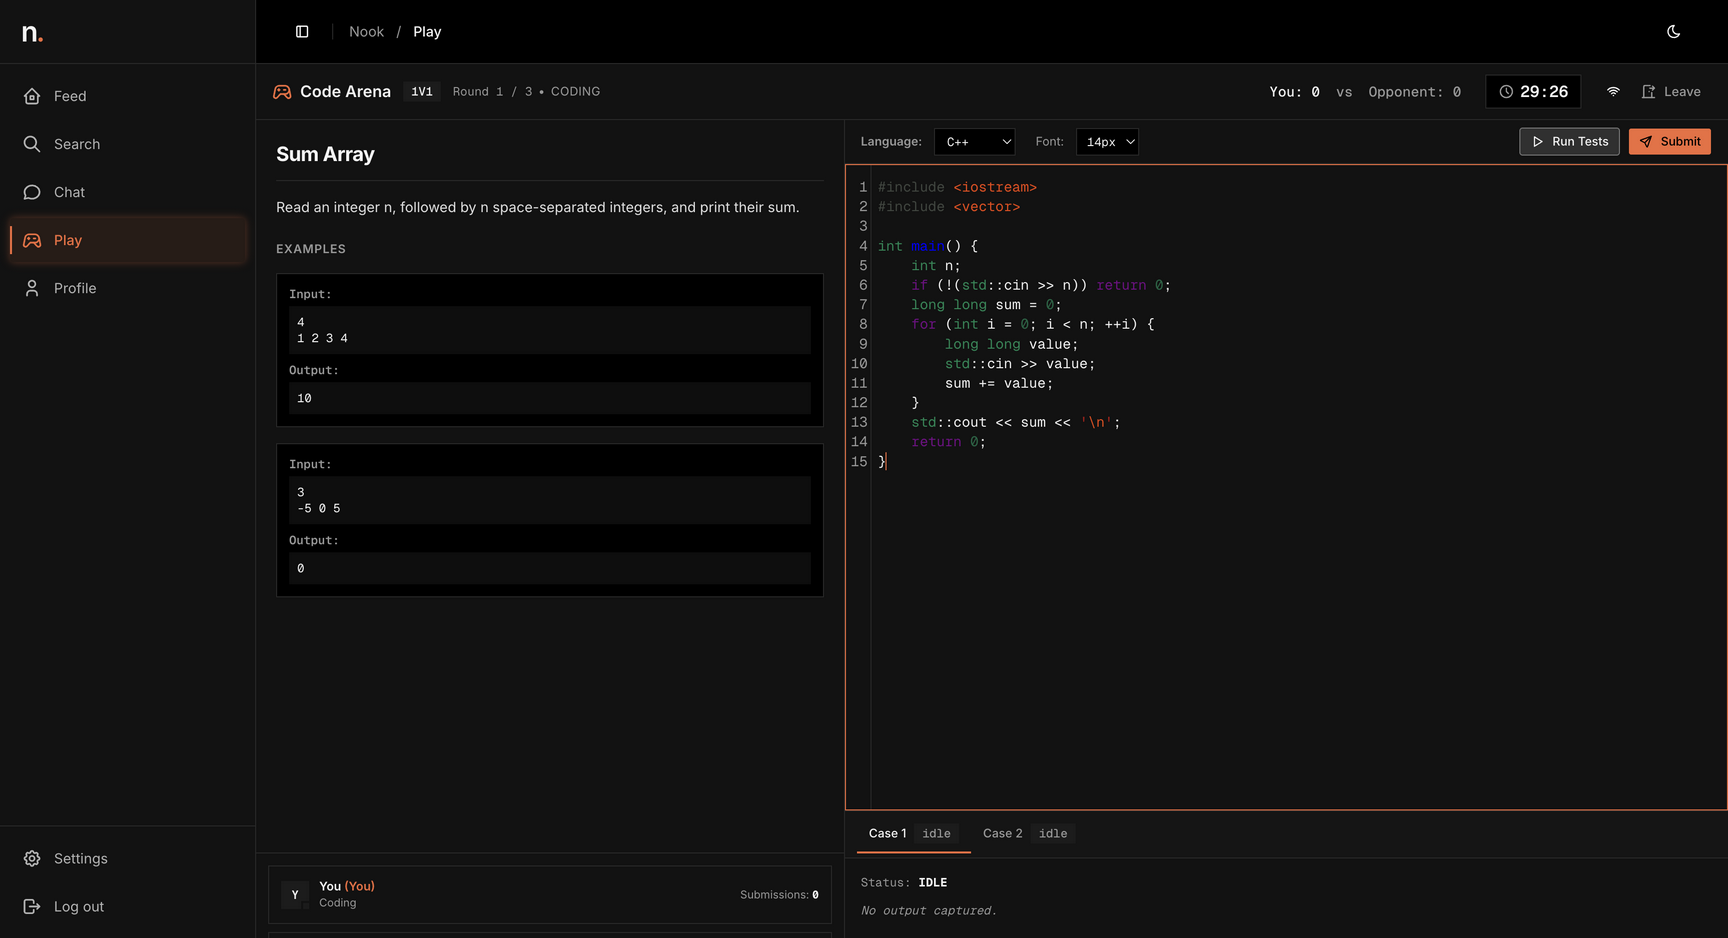 n.
Feed
Search
Chat
Play
Profile
Settings
Log out
Nook / Play
Code Arena 1V1 Round 1 / 3 • CODING
You: 0 vs Opponent: 0 29:26 Leave
Sum Array
Read an integer n, followed by n space-separated integers, and print their sum.
EXAMPLES
Input:
4
1 2 3 4
Output:
10
Input:
3
-5 0 5
Output:
0
Y You (You)
Coding
Submissions: 0
Language: C++ Font: 14px Run Tests Submit
1 #include <iostream>
2 #include <vector>
3
4 int main() {
5     int n;
6     if (!(std::cin >> n)) return 0;
7     long long sum = 0;
8     for (int i = 0; i < n; ++i) {
9         long long value;
10         std::cin >> value;
11         sum += value;
12     }
13     std::cout << sum << '\n';
14     return 0;
15 }
Case 1 idle Case 2 idle
Status: IDLE
No output captured.